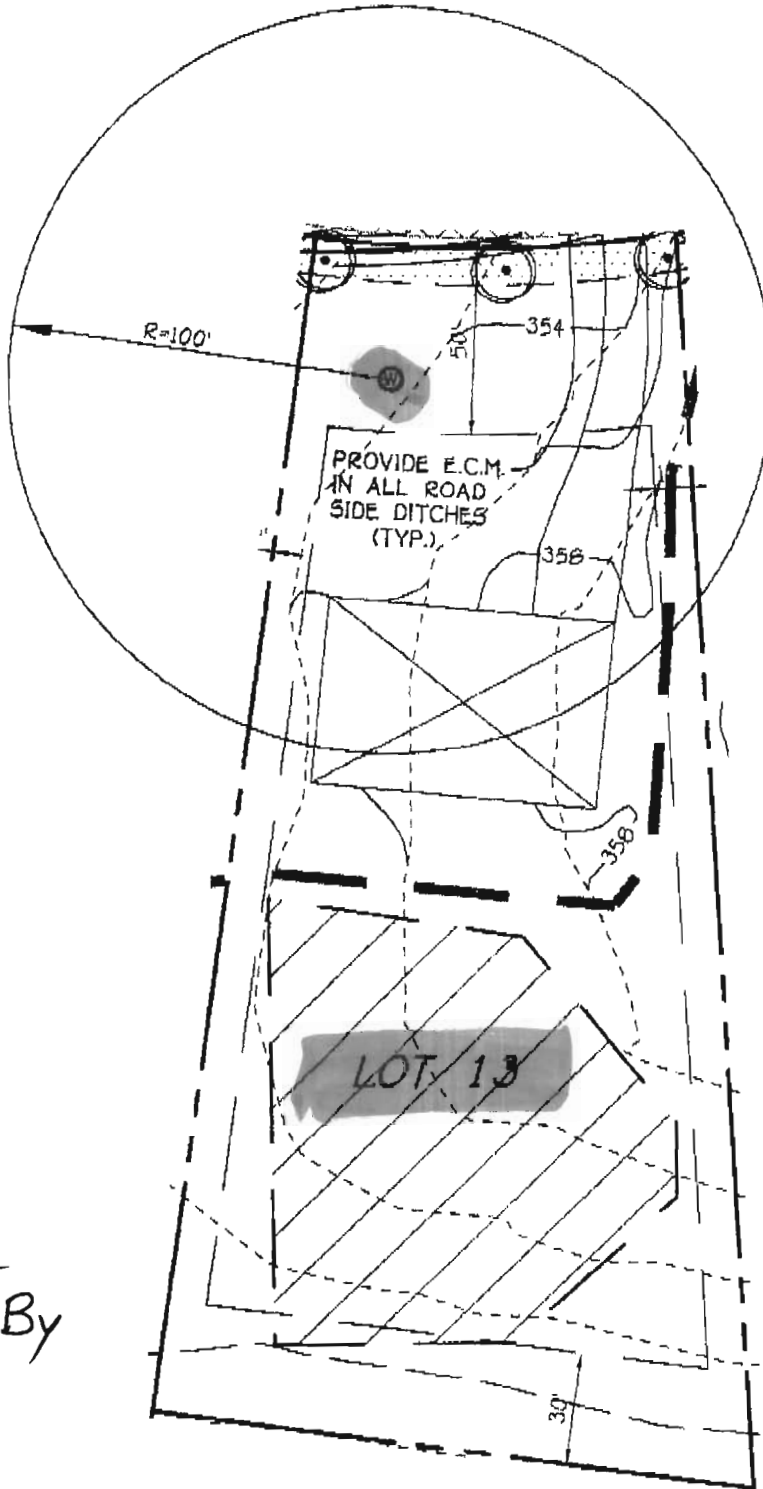 R=100'
W
50'
354
PROVIDE E.C.M.
IN ALL ROAD
SIDE DITCHES
(TYP.)
358
358
LOT 13
By
30'